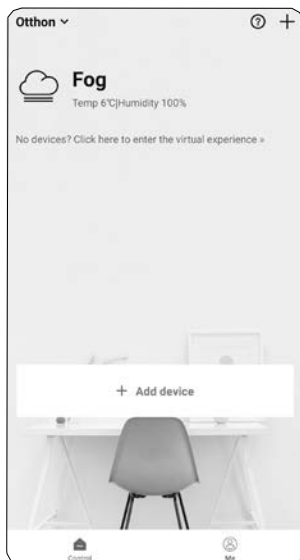 Otthon
Fog
Temp 6°C|Humidity 100%
No devices? Click here to enter the virtual experience »
+ Add device
Control
Me